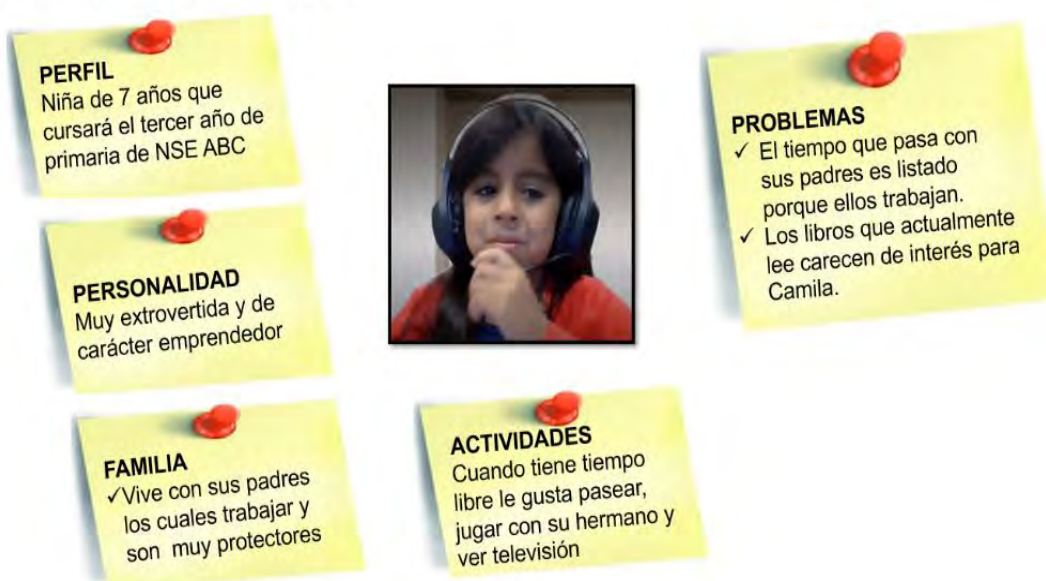 PERFIL
Niña de 7 años que
cursará el tercer año de
primaria de NSE ABC
PERSONALIDAD
Muy extrovertida y de
carácter emprendedor
FAMILIA
✓Vive con sus padres
los cuales trabajar y
son muy protectores
ACTIVIDADES
Cuando tiene tiempo
libre le gusta pasear,
jugar con su hermano y
ver televisión
PROBLEMAS
✓ El tiempo que pasa con
sus padres es listado
porque ellos trabajan.
✓ Los libros que actualmente
lee carecen de interés para
Camila.